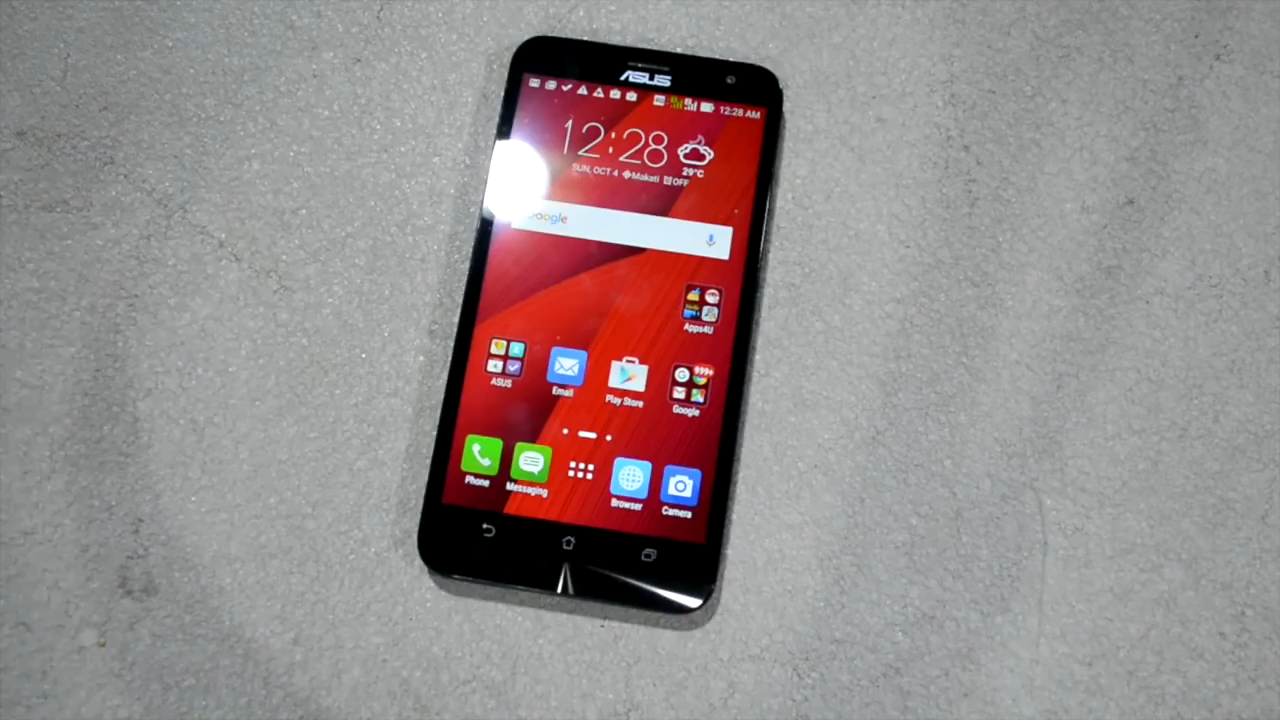 ASUS
12:28 AM
12:28
29°C
SUN, OCT 4 Makati OFF
Google
Apps4U
ASUS
Email
Play Store
999+
Google
Phone
Messaging
Browser
Camera